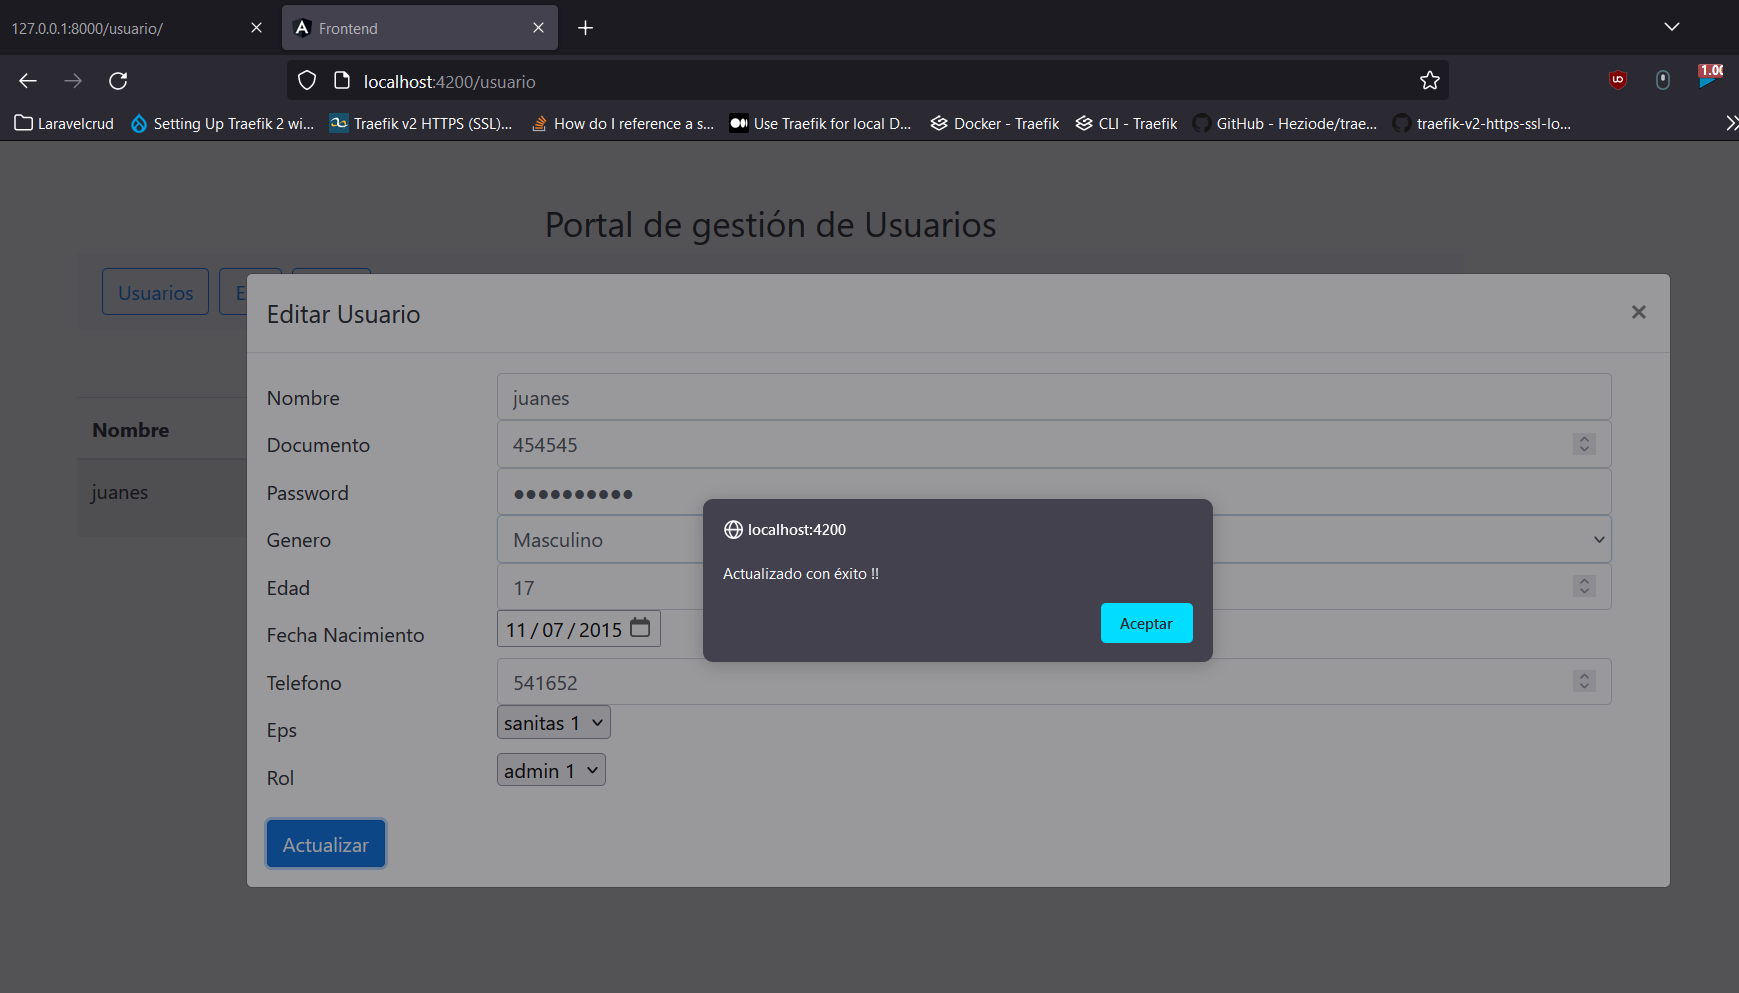 127.0.0.1:8000/usuario/
Frontend
localhost:4200/usuario
1.00
Laravelcrud
Setting Up Traefik 2 wi...
Traefik v2 HTTPS (SSL)...
How do I reference a s...
Use Traefik for local D...
Docker - Traefik
CLI - Traefik
GitHub - Heziode/trae...
traefik-v2-https-ssl-lo...
Portal de gestión de Usuarios
Usuarios
E
Editar Usuario
Nombre
juanes
Nombre
juanes
Documento
454545
Password
Genero
Masculino
Edad
17
Fecha Nacimiento
11/07/2015
Telefono
541652
Eps
sanitas 1
Rol
admin 1
Actualizar
localhost:4200
Actualizado con éxito !!
Aceptar